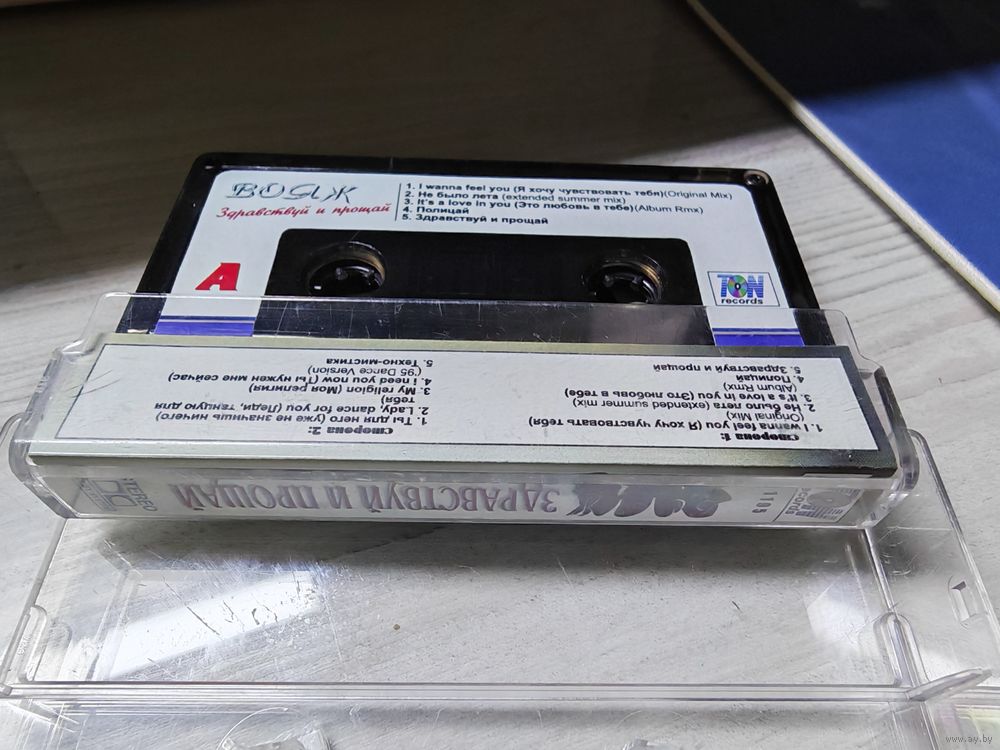 ВОЯЖ
Здравствуй и прощай
1. I wanna feel you (Я хочу чувствовать тебя)(Original Mix)
2. Не было лета (extended summer mix)
3. It's a love In you (Это любовь в тебе)(Album Rmx)
4. Полицай
5. Здравствуй и прощай
A
TON
records
сторона 1:
1. I wanna feel you (Я хочу чувствовать тебя)
(Original Mix)
2. Не было лета (extended summer mix)
3. It's a love in you (Это любовь в тебе)
(Album Rmx)
4. Полицай
5. Здравствуй и прощай
сторона 2:
1. Ты для него (уже не значишь ничего)
2. Lady, dance for you (Леди, танцую для
тебя)
3. My religion (Моя религия)
4. i need you now (Ты нужен мне сейчас)
('95 Dance Version)
5. Техно-мистика
1T05
ЗДРАВСТВУЙ И ПРОЩАЙ
STEREO
www.ay.by